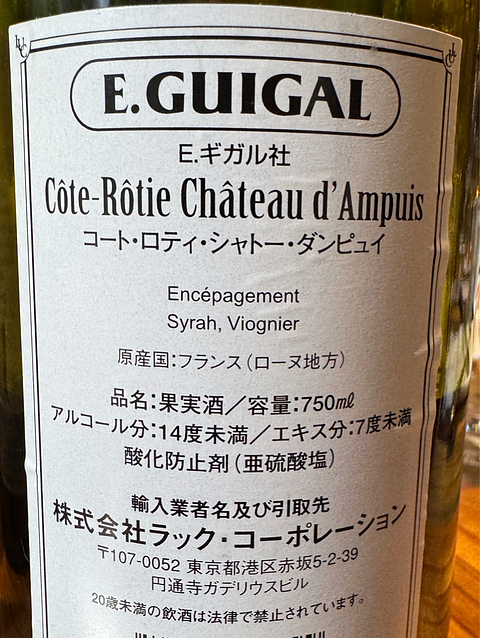 E.GUIGAL
E.ギガル社
Côte-Rôtie Château d'Ampuis
コート・ロティ・シャトー・ダンピュイ
Encépagement
Syrah, Viognier
原産国:フランス(ローヌ地方)
品名:果実酒/容量:750㎖
アルコール分:14度未満/エキス分:7度未満
酸化防止剤(亜硫酸塩)
輸入業者名及び引取先
株式会社ラック・コーポレーション
〒107-0052 東京都港区赤坂5-2-39
円通寺ガデリウスビル
20歳未満の飲酒は法律で禁止されています。